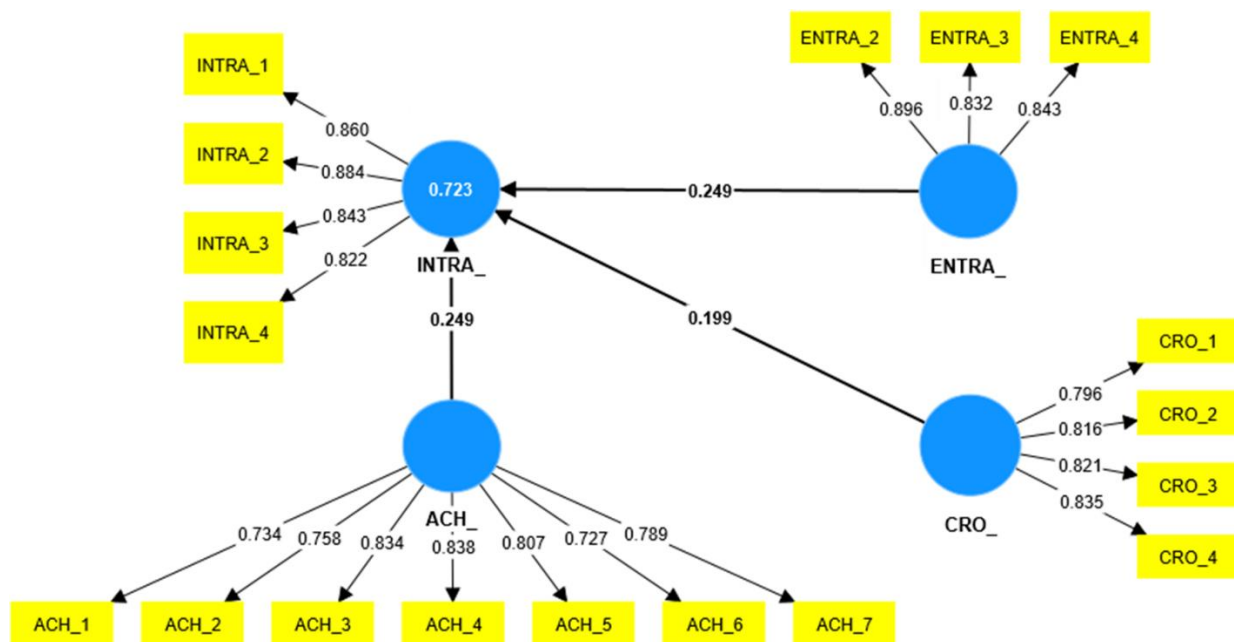 ENTRA_2 ENTRA_3 ENTRA_4
INTRA_1
0.896 0.832 0.843
0.860
INTRA_2
0.884
0.723
0.249
INTRA_3
0.843
0.822
INTRA_
ENTRA_
INTRA_4
0.249
0.199
CRO_1
0.796
CRO_2
0.816
0.821
CRO_3
0.835
ACH_
CRO_
CRO_4
0.734 0.758 0.834 0.838 0.807 0.727 0.789
ACH_1 ACH_2 ACH_3 ACH_4 ACH_5 ACH_6 ACH_7